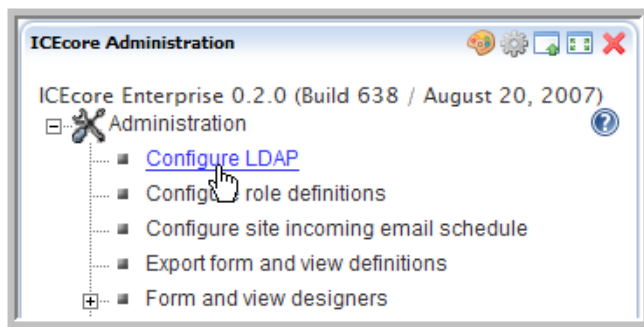 ICEcore Administration
ICEcore Enterprise 0.2.0 (Build 638 / August 20, 2007)
Administration
Configure LDAP
Configure role definitions
Configure site incoming email schedule
Export form and view definitions
Form and view designers